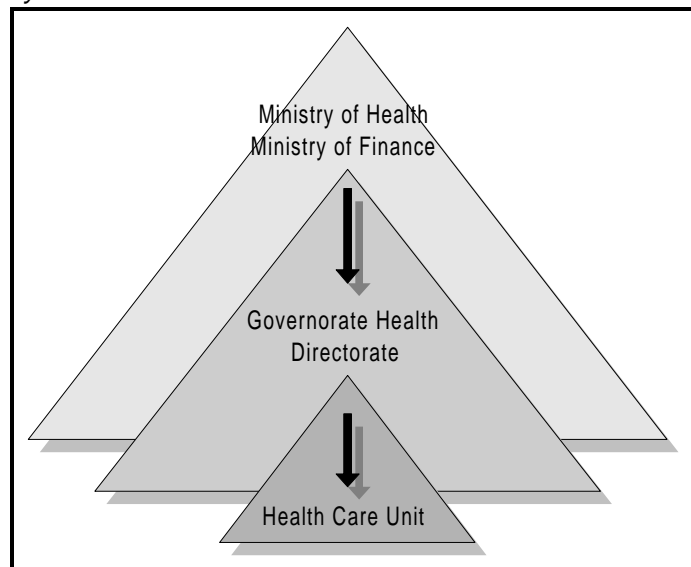 Ministry of Health
Ministry of Finance
Governorate Health
Directorate
Health Care Unit